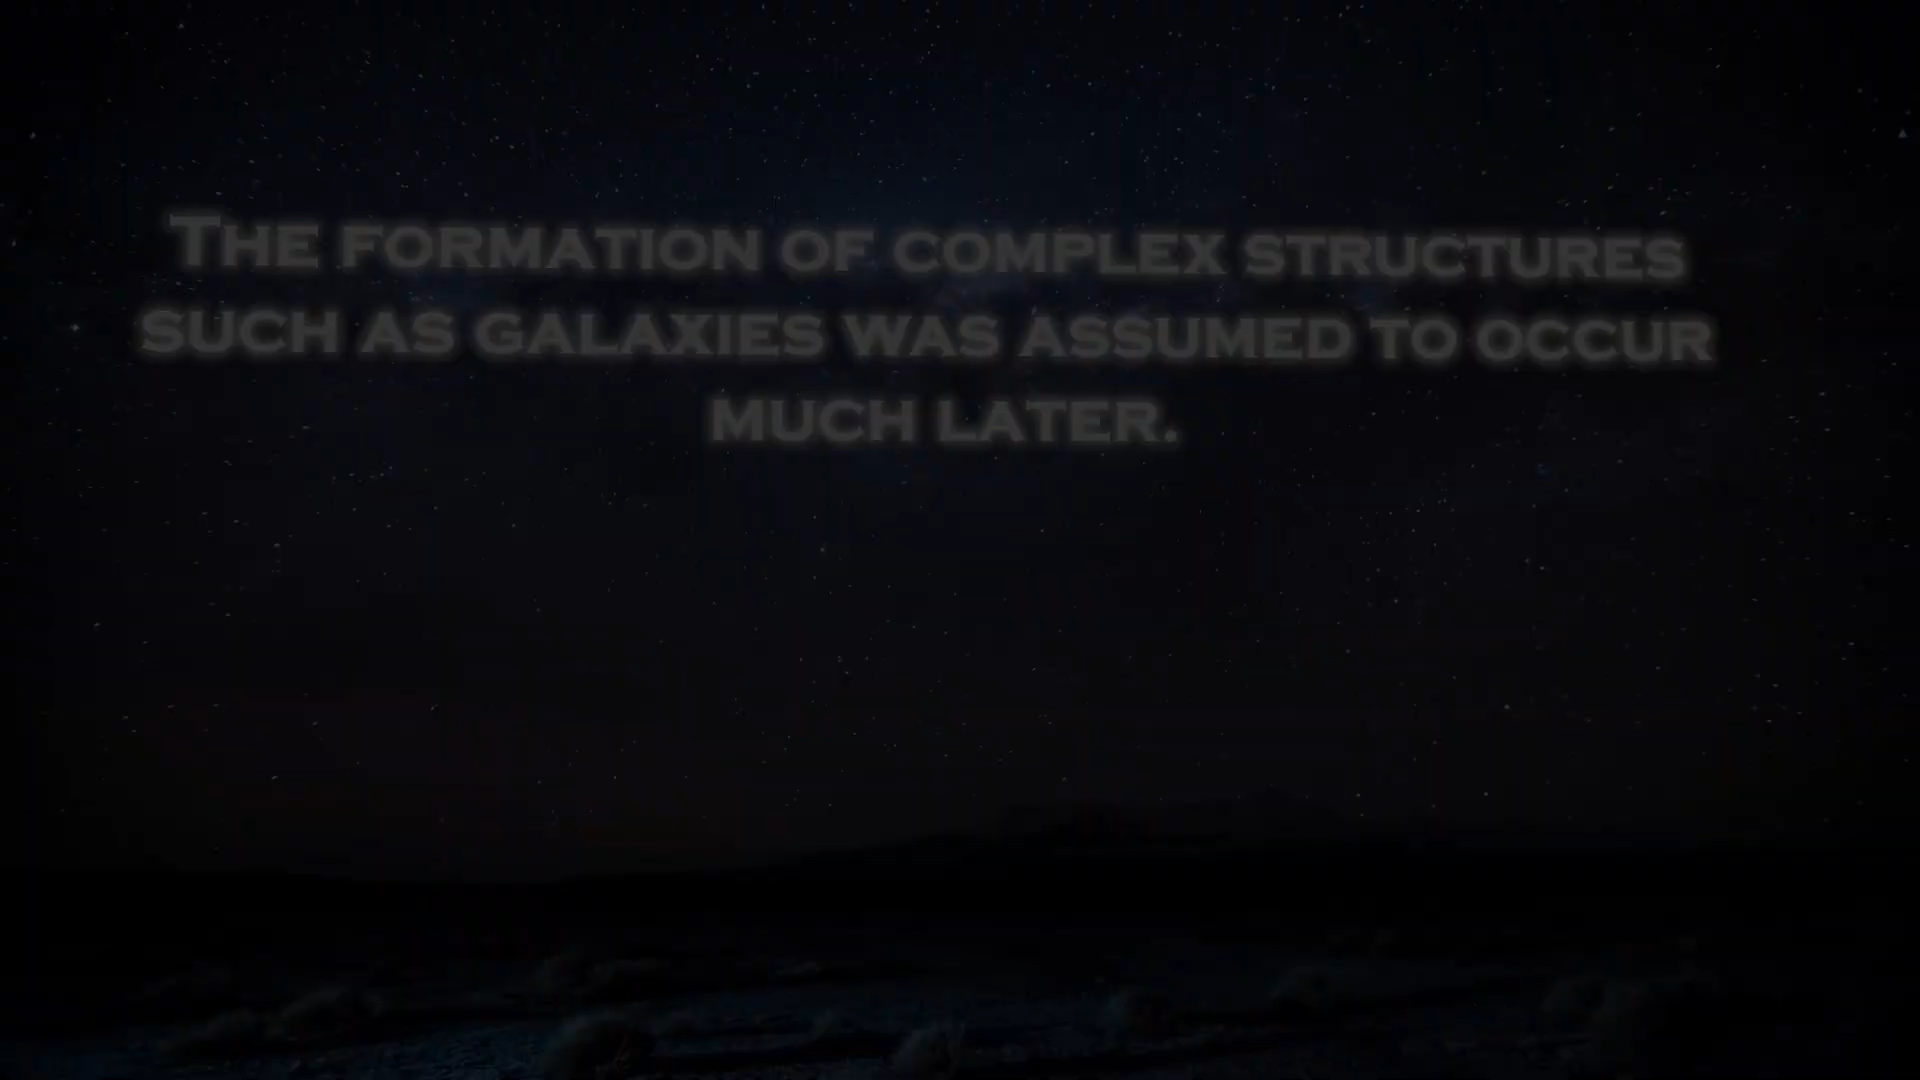 The formation of complex structures
such as galaxies was assumed to occur
much later.